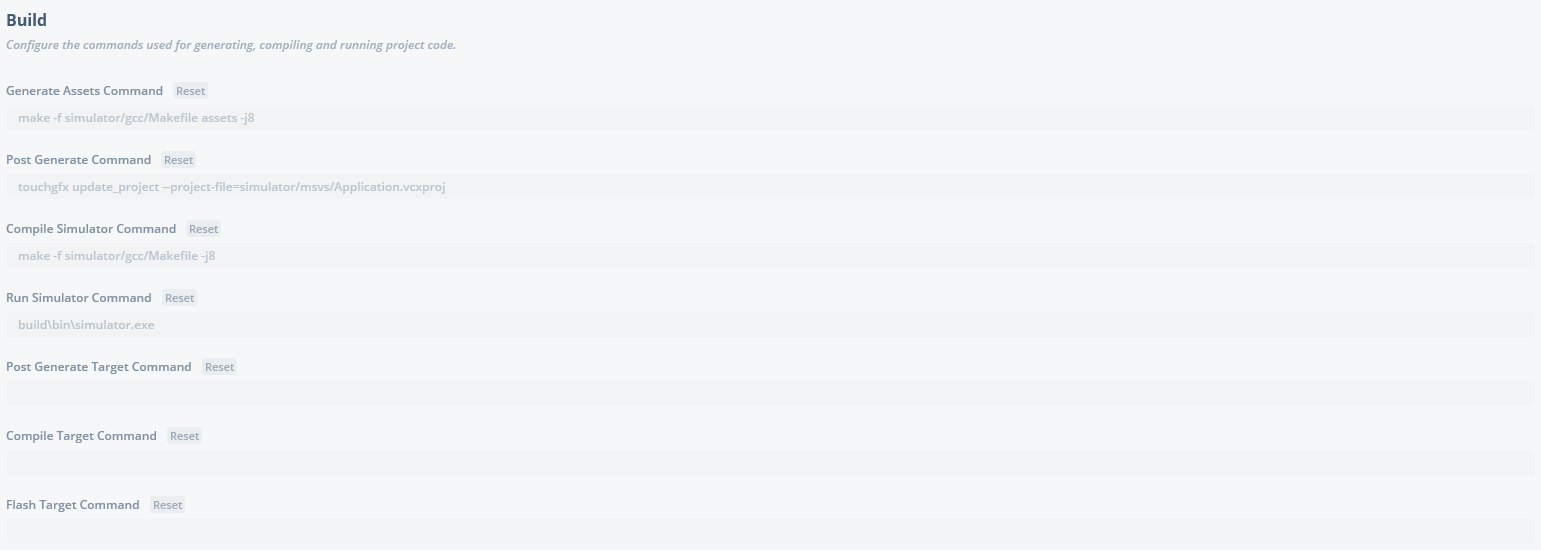 Build
Configure the commands used for generating, compiling and running project code.
Generate Assets Command Reset
make -f simulator/gcc/Makefile assets -j8
Post Generate Command Reset
touchgfx update_project --project-file=simulator/msvs/Application.vcxproj
Compile Simulator Command Reset
make -f simulator/gcc/Makefile -j8
Run Simulator Command Reset
build\bin\simulator.exe
Post Generate Target Command Reset
Compile Target Command Reset
Flash Target Command Reset